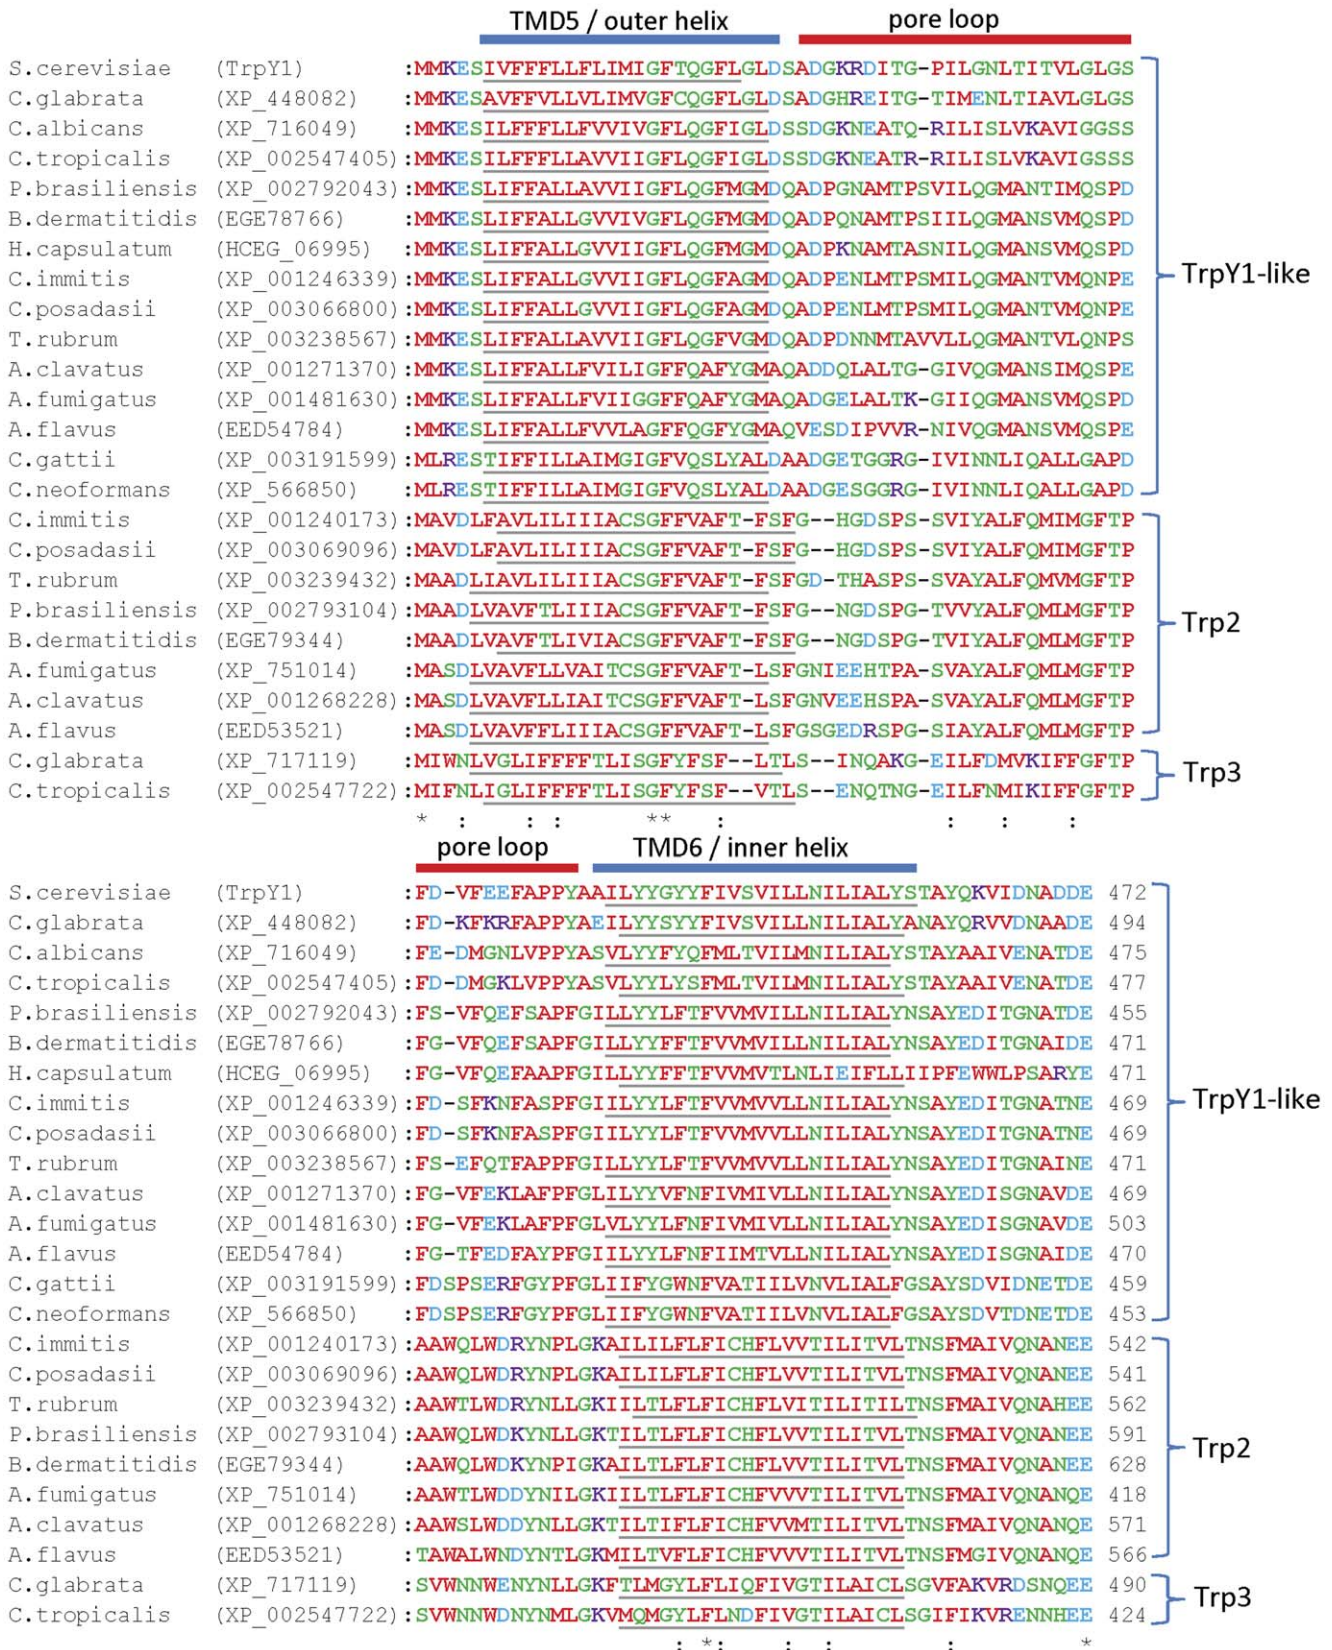 TMD5 / outer helix pore loop
S.cerevisiae (TrpY1) :MMKESIVFFFLLFLIMIGFTQGFLGLDSADGKRDITG-PILGNLTITVLGLGS
C.glabrata (XP_448082) :MMKESAVFFVLLVLIMVGFCQGFLGLDSADGHREITG-TIMENLTIAVLGLGS
C.albicans (XP_716049) :MMKESILFFFLLFVVIVGFLQGFIGLDSSDGKNEATQ-RILISLVKAVIGGSS
C.tropicalis (XP_002547405):MMKESILFFFLLAVVIIGFLQGFIGLDSSDGKNEATR-RILISLVKAVIGSSS
P.brasiliensis (XP_002792043):MMKESLIFFALLAVVIIGFLQGFMGMDQADPGNAMTPSVILQGMANTIMQSPD
B.dermatitidis (EGE78766) :MMKESLIFFALLGVVIVGFLQGFMGMDQADPQNAMTPSIILQGMANSVMQSPD
H.capsulatum (HCEG_06995) :MMKESLIFFALLGVVIIGFLQGFMGMDQADPKNAMTASNILQGMANSVMQSPD
C.immitis (XP_001246339):MMKESLIFFALLGVVIIGFLQGFAGMDQADPENLMTPSMILQGMANTVMQNPE
C.posadasii (XP_003066800):MMKESLIFFALLGVVIIGFLQGFAGMDQADPENLMTPSMILQGMANTVMQNPE
T.rubrum (XP_003238567):MMKESLIFFALLAVVIIGFLQGFVGMDQADPDNNMTAVVLLQGMANTVLQNPS
A.clavatus (XP_001271370):MMKESLIFFALLFVILIGFFQAFYGMAQADDQLALTG-GIVQGMANSIMQSPE
A.fumigatus (XP_001481630):MMKESLIFFALLFVIIGGFFQAFYGMAQADGELALTK-GIIQGMANSVMQSPD
A.flavus (EED54784) :MMKESLIFFALLFVVLAGFFQGFYGMAQVESDIPVVR-NIVQGMANSVMQSPE
C.gattii (XP_003191599):MLRESTIFFILLAIMGIGFVQSLYALDAADGETGGRG-IVINNLIQALLGAPD
C.neoformans (XP_566850) :MLRESTIFFILLAIMGIGFVQSLYALDAADGESGGRG-IVINNLIQALLGAPD
TrpY1-like
C.immitis (XP_001240173):MAVDLFAVLILIIIACSGFFVAFT-FSFG--HGDSPS-SVIYALFQMIMGFTP
C.posadasii (XP_003069096):MAVDLFAVLILIIIACSGFFVAFT-FSFG--HGDSPS-SVIYALFQMIMGFTP
T.rubrum (XP_003239432):MAADLIAVLILIIIACSGFFVAFT-FSFGD-THASPS-SVAYALFQMVMGFTP
P.brasiliensis (XP_002793104):MAADLVAVFTLIIIACSGFFVAFT-FSFG--NGDSPG-TVVYALFQMLMGFTP
B.dermatitidis (EGE79344) :MAADLVAVFTLIVIACSGFFVAFT-FSFG--NGDSPG-TVIYALFQMLMGFTP
A.fumigatus (XP_751014) :MASDLVAVFLLVAITCSGFFVAFT-LSFGNIEEHTPA-SVAYALFQMLMGFTP
A.clavatus (XP_001268228):MASDLVAVFLLIAITCSGFFVAFT-LSFGNVEEHSPA-SVAYALFQMLMGFTP
A.flavus (EED53521) :MASDLVAVFFLIIIACSGFFVAFT-LSFGSGEDRSPG-SIAYALFQMLMGFTP
Trp2
C.glabrata (XP_717119) :MIWNLVGLIFFFFTLISGFYFSF--LTLS--INQAKG-EILFDMVKIFFGFTP
C.tropicalis (XP_002547722):MIFNLIGLIFFFFTLISGFYFSF--VTLS--ENQTNG-EILFNMIKIFFGFTP
Trp3
* : : : ** : : : :
pore loop TMD6 / inner helix
S.cerevisiae (TrpY1) :FD-VFEEFAPPYAAILYYGYYFIVSVILLNILIALYSTAYQKVIDNADDE 472
C.glabrata (XP_448082) :FD-KFKRFAPPYAEILYYSYYFIVSVILLNILIALYANAYQRVVDNAADE 494
C.albicans (XP_716049) :FE-DMGNLVPPYASVLYYFYQFMLTVILMNILIALYSTAYAAIVENATDE 475
C.tropicalis (XP_002547405):FD-DMGKLVPPYASVLYYLYSFMLTVILMNILIALYSTAYAAIVENATDE 477
P.brasiliensis (XP_002792043):FS-VFQEFSAPFGILLYYLFTFVVMVILLNILIALYNSAYEDITGNATDE 455
B.dermatitidis (EGE78766) :FG-VFQEFSAPFGILLYYFFTFVVMVILLNILIALYNSAYEDITGNAIDE 471
H.capsulatum (HCEG_06995) :FG-VFQEFAAPFGILLYYFFTFVVMVTLNLIEIFLLIIPFEWWLPSARYE 471
C.immitis (XP_001246339):FD-SFKNFASPFGIILYYLFTFVVMVVLLNILIALYNSAYEDITGNATNE 469
C.posadasii (XP_003066800):FD-SFKNFASPFGIILYYLFTFVVMVVLLNILIALYNSAYEDITGNATNE 469
T.rubrum (XP_003238567):FS-EFQTFAPPFGILLYYLFTFVVMVVLLNILIALYNSAYEDITGNAINE 471
A.clavatus (XP_001271370):FG-VFEKLAFPFGLILYYVFNFIVMIVLLNILIALYNSAYEDISGNAVDE 469
A.fumigatus (XP_001481630):FG-VFEKLAFPFGLVLYYLFNFIVMIVLLNILIALYNSAYEDISGNAVDE 503
A.flavus (EED54784) :FG-TFEDFAYPFGIILYYLFNFIIMTVLLNILIALYNSAYEDISGNAIDE 470
C.gattii (XP_003191599):FDSPSERFGYPFGLIIFYGWNFVATIILVNVLIALFGSAYSDVIDNETDE 459
C.neoformans (XP_566850) :FDSPSERFGYPFGLIIFYGWNFVATIILVNVLIALFGSAYSDVTDNETDE 453
TrpY1-like
C.immitis (XP_001240173):AAWQLWDRYNPLGKAILILFLFICHFLVVTILITVLTNSFMAIVQNANEE 542
C.posadasii (XP_003069096):AAWQLWDRYNPLGKAILILFLFICHFLVVTILITVLTNSFMAIVQNANEE 541
T.rubrum (XP_003239432):AAWTLWDRYNLLGKIILTLFLFICHFLVITILITILTNSFMAIVQNAHEE 562
P.brasiliensis (XP_002793104):AAWQLWDKYNLLGKTILTLFLFICHFLVVTILITVLTNSFMAIVQNANEE 591
B.dermatitidis (EGE79344) :AAWQLWDKYNPIGKAILTLFLFICHFLVVTILITVLTNSFMAIVQNANEE 628
A.fumigatus (XP_751014) :AAWTLWDDYNILGKIILTLFLFICHFVVVTILITVLTNSFMAIVQNANQE 418
A.clavatus (XP_001268228):AAWSLWDDYNLLGKTILTIFLFICHFVVMTILITVLTNSFMAIVQNANQE 571
A.flavus (EED53521) :TAWALWNDYNTLGKMILTVFLFICHFVVVTILITVLTNSFMGIVQNANQE 566
Trp2
C.glabrata (XP_717119) :SVWNNWENYNLLGKFTLMGYLFLIQFIVGTILAICLSGVFAKVRDSNQEE 490
C.tropicalis (XP_002547722):SVWNNWDNYNMLGKVMQMGYLFLNDFIVGTILAICLSGIFIKVRENNHEE 424
Trp3
: *: : : : *